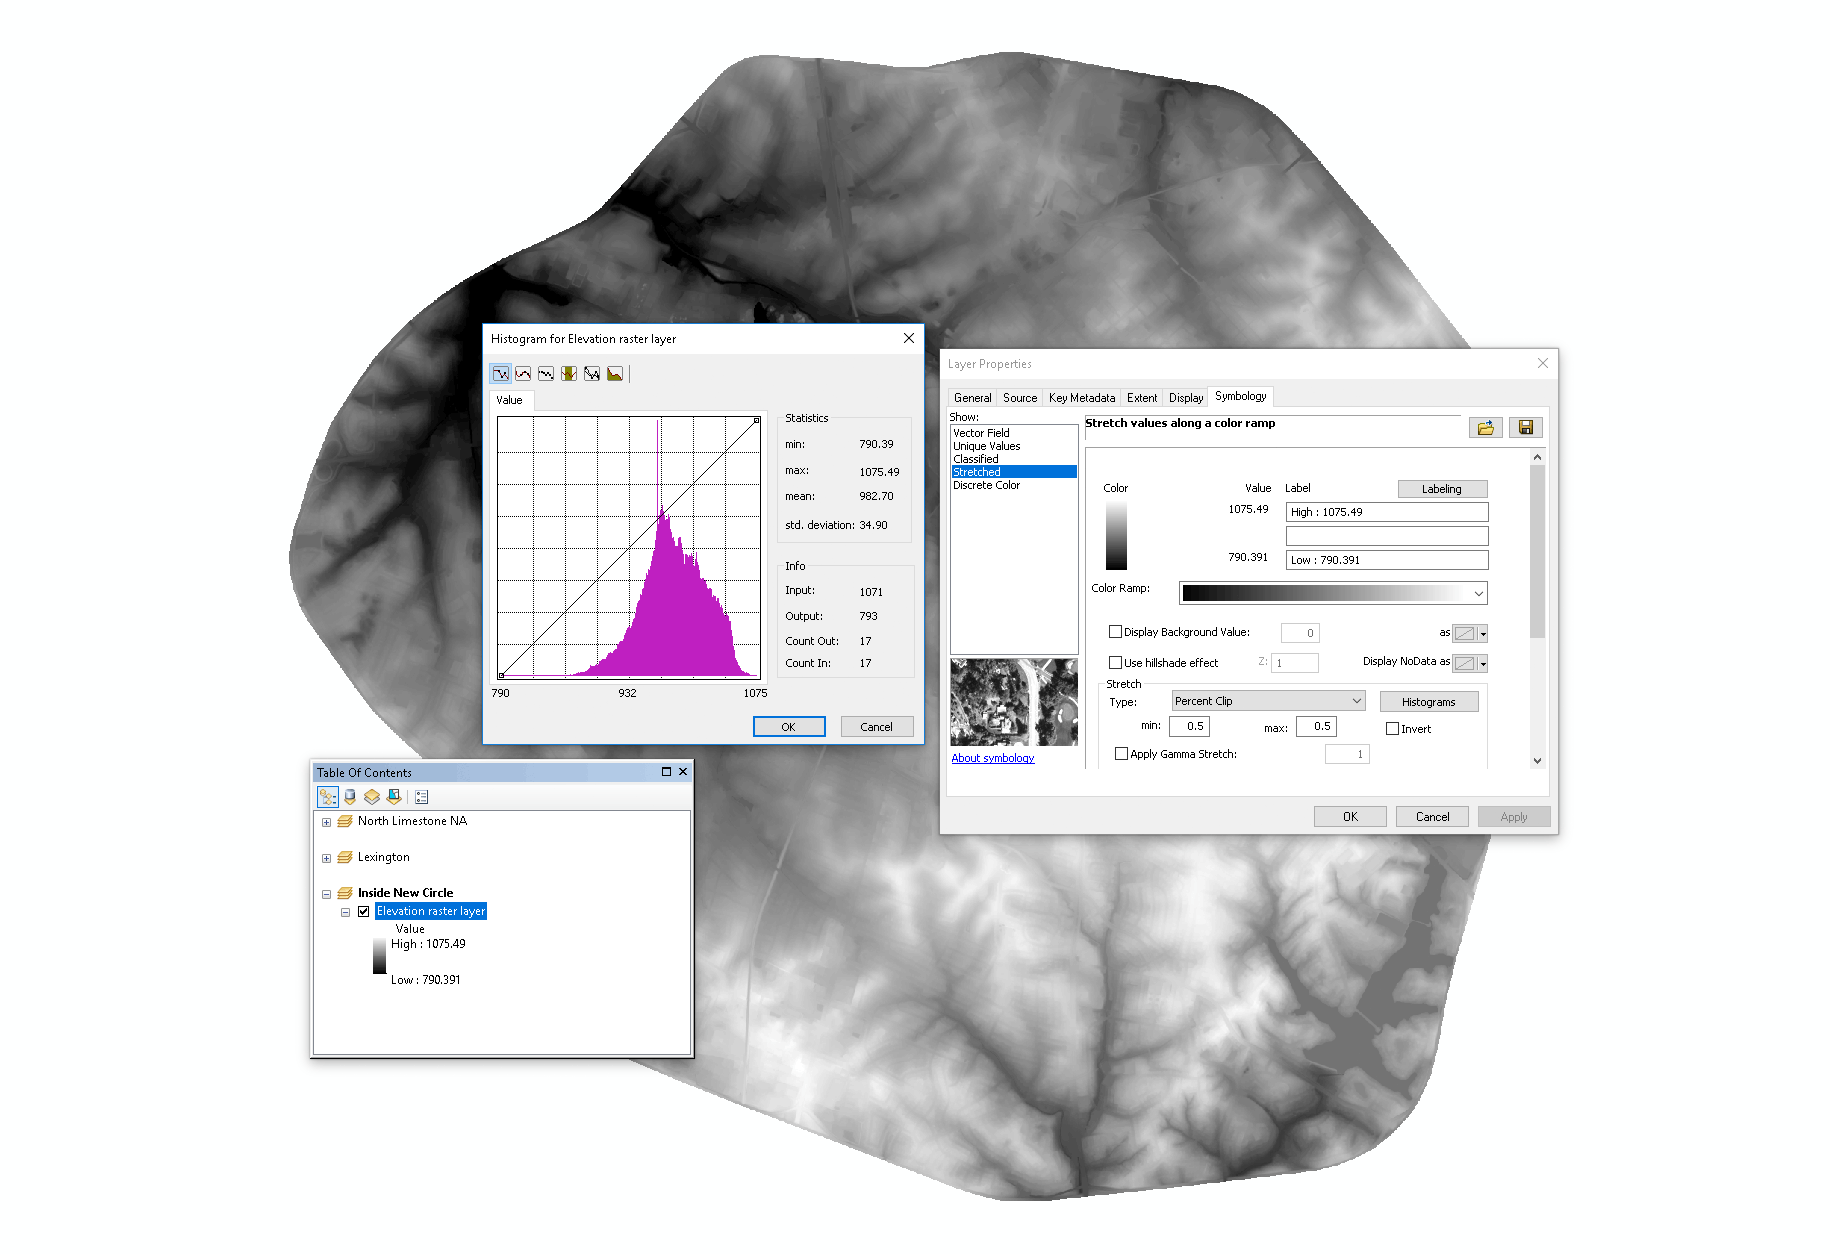 Histogram for Elevation raster layer
Value
790
932
1075
Statistics
min: 790.39
max: 1075.49
mean: 982.70
std. deviation: 34.90
Info
Input: 1071
Output: 793
Count Out: 17
Count In: 17
OK
Cancel
Layer Properties
General
Source
Key Metadata
Extent
Display
Symbology
Show:
Vector Field
Unique Values
Classified
Stretched
Discrete Color
About symbology
Stretch values along a color ramp
Color
Value
Label
Labeling
1075.49
High : 1075.49
790.391
Low : 790.391
Color Ramp:
Display Background Value:
0
as
Use hillshade effect
Z:
1
Display NoData as
Stretch
Type:
Percent Clip
Histograms
min:
0.5
max:
0.5
Invert
Apply Gamma Stretch:
1
OK
Cancel
Apply
Table Of Contents
North Limestone NA
Lexington
Inside New Circle
Elevation raster layer
Value
High : 1075.49
Low : 790.391